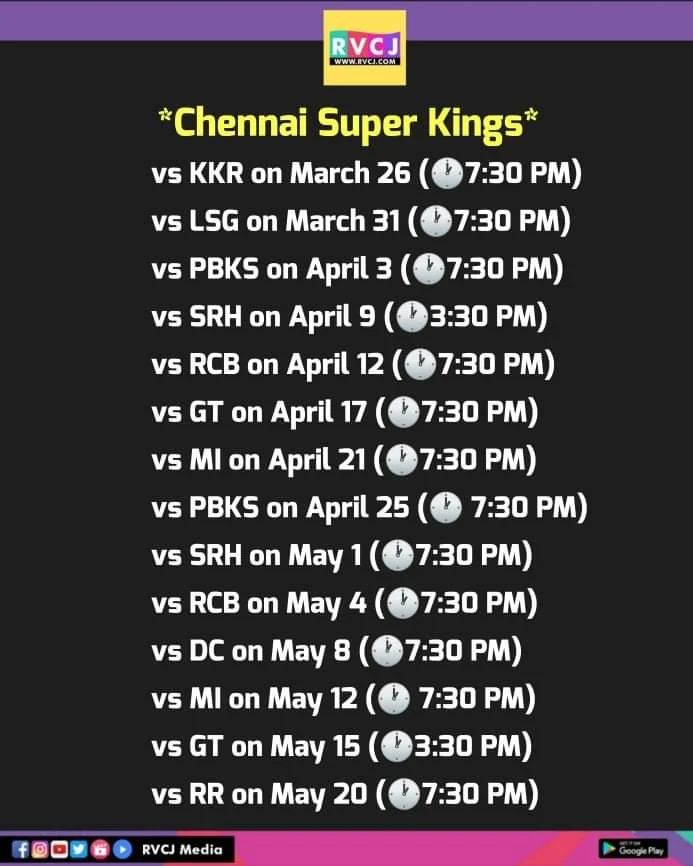 RVCJ
WWW.RVCJ.COM
*Chennai Super Kings*
vs KKR on March 26 (🕐7:30 PM)
vs LSG on March 31 (🕐7:30 PM)
vs PBKS on April 3 (🕐7:30 PM)
vs SRH on April 9 (🕐3:30 PM)
vs RCB on April 12 (🕐7:30 PM)
vs GT on April 17 (🕐7:30 PM)
vs MI on April 21 (🕐7:30 PM)
vs PBKS on April 25 (🕐 7:30 PM)
vs SRH on May 1 (🕐7:30 PM)
vs RCB on May 4 (🕐7:30 PM)
vs DC on May 8 (🕐7:30 PM)
vs MI on May 12 (🕐 7:30 PM)
vs GT on May 15 (🕐3:30 PM)
vs RR on May 20 (🕐7:30 PM)
RVCJ Media
GET IT ON
Google Play